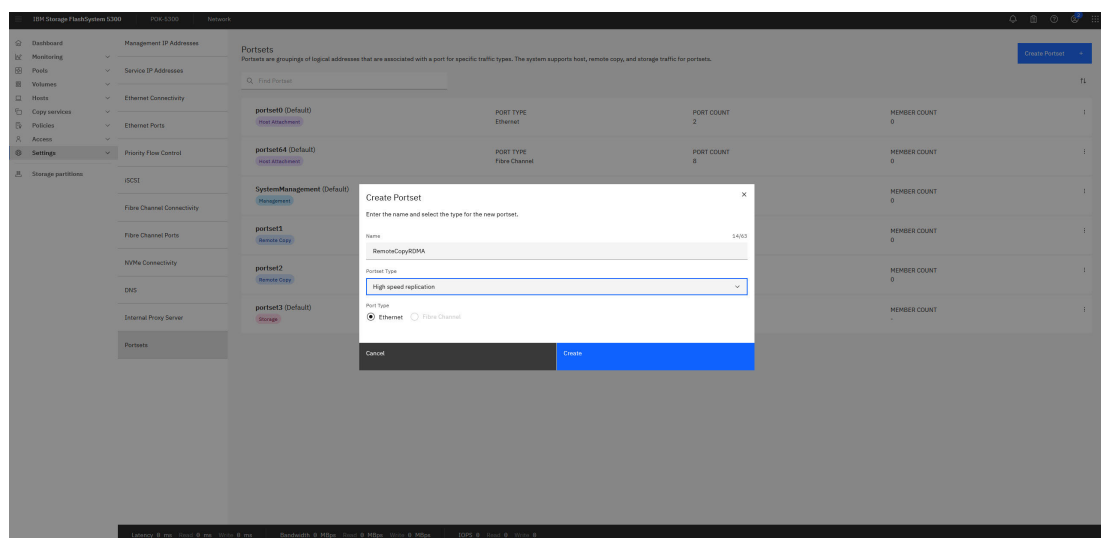 IBM Storage FlashSystem 5300 POK-5300 Network
Dashboard
Monitoring
Pools
Volumes
Hosts
Copy services
Policies
Access
Settings
Storage partitions
Management IP Addresses
Service IP Addresses
Ethernet Connectivity
Ethernet Ports
Priority Flow Control
iSCSI
Fibre Channel Connectivity
Fibre Channel Ports
NVMe Connectivity
DNS
Internal Proxy Server
Portsets
Portsets
Portsets are groupings of logical addresses that are associated with a port for specific traffic types. The system supports host, remote copy, and storage traffic for portsets.
Create Portset +
Find Portset
portset0 (Default) PORT TYPE PORT COUNT MEMBER COUNT
Host Attachment Ethernet 2 0
portset64 (Default) PORT TYPE PORT COUNT MEMBER COUNT
Host Attachment Fibre Channel 8 0
SystemManagement (Default) MEMBER COUNT
Management 0
portset1 MEMBER COUNT
Remote Copy 0
portset2 MEMBER COUNT
Remote Copy 0
portset3 (Default) MEMBER COUNT
Storage -
Create Portset
Enter the name and select the type for the new portset.
Name 14/63
RemoteCopyRDMA
Portset Type
High speed replication
Port Type
Ethernet Fibre Channel
Cancel Create
Latency 0 ms Read 0 ms Write 0 ms Bandwidth 0 MBps Read 0 MBps Write 0 MBps IOPS 0 Read 0 Write 0